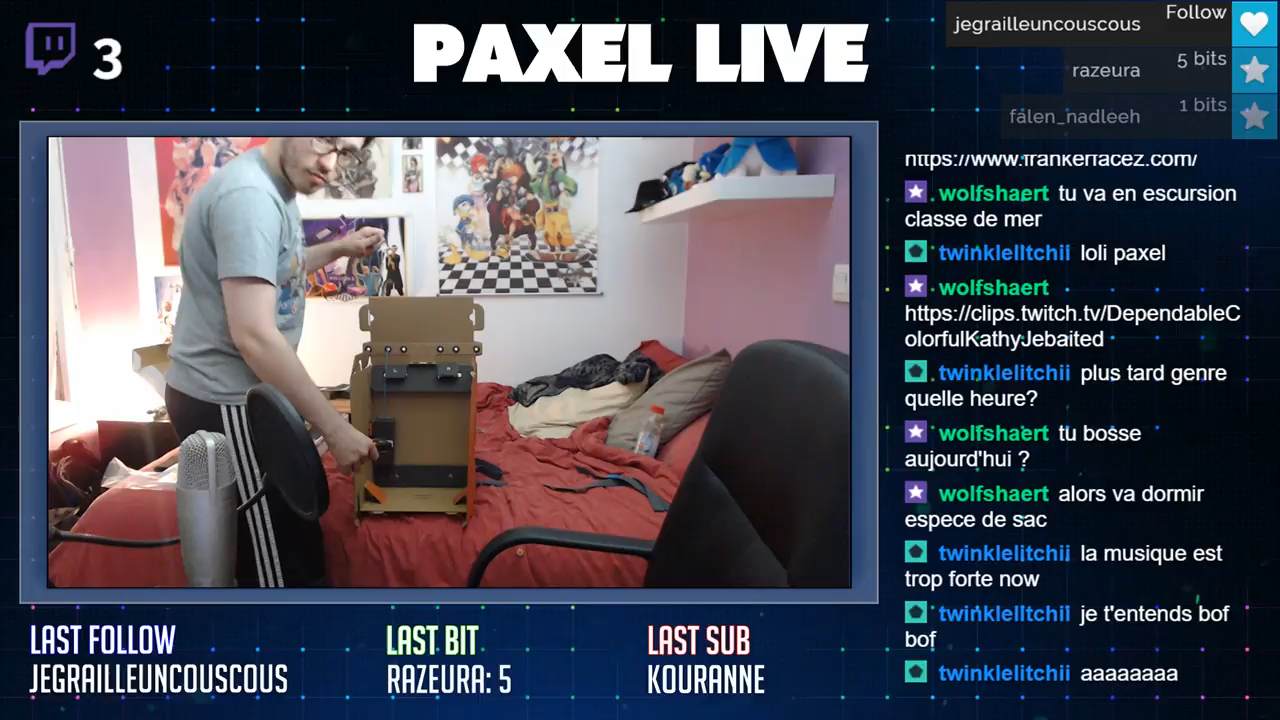 3
PAXEL LIVE
jegrailleuncouscous Follow
razeura 5 bits
fálen_nadleeh 1 bits
https://www.frankerfacez.com/
wolfshaert tu va en escursion
classe de mer
twinklelitchii loli paxel
wolfshaert
https://clips.twitch.tv/DependableC
olorfulKathyJebaited
twinklelitchii plus tard genre
quelle heure?
wolfshaert tu bosse
aujourd'hui ?
wolfshaert alors va dormir
espece de sac
twinklelitchii la musique est
trop forte now
twinklelitchii je t'entends bof
bof
twinklelitchii aaaaaaaa
LAST FOLLOW
JEGRAILLEUNCOUSCOUS
LAST BIT
RAZEURA: 5
LAST SUB
KOURANNE